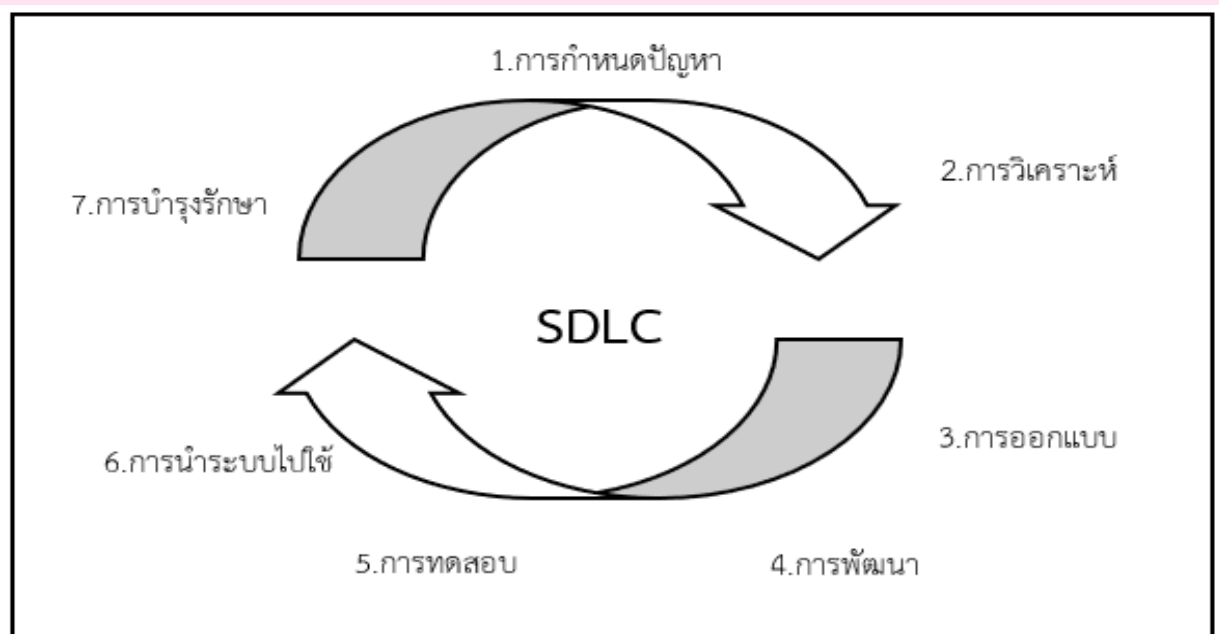 1.การกำหนดปัญหา
2.การวิเคราะห์
7.การบำรุงรักษา
SDLC
3.การออกแบบ
6.การนำระบบไปใช้
5.การทดสอบ
4.การพัฒนา